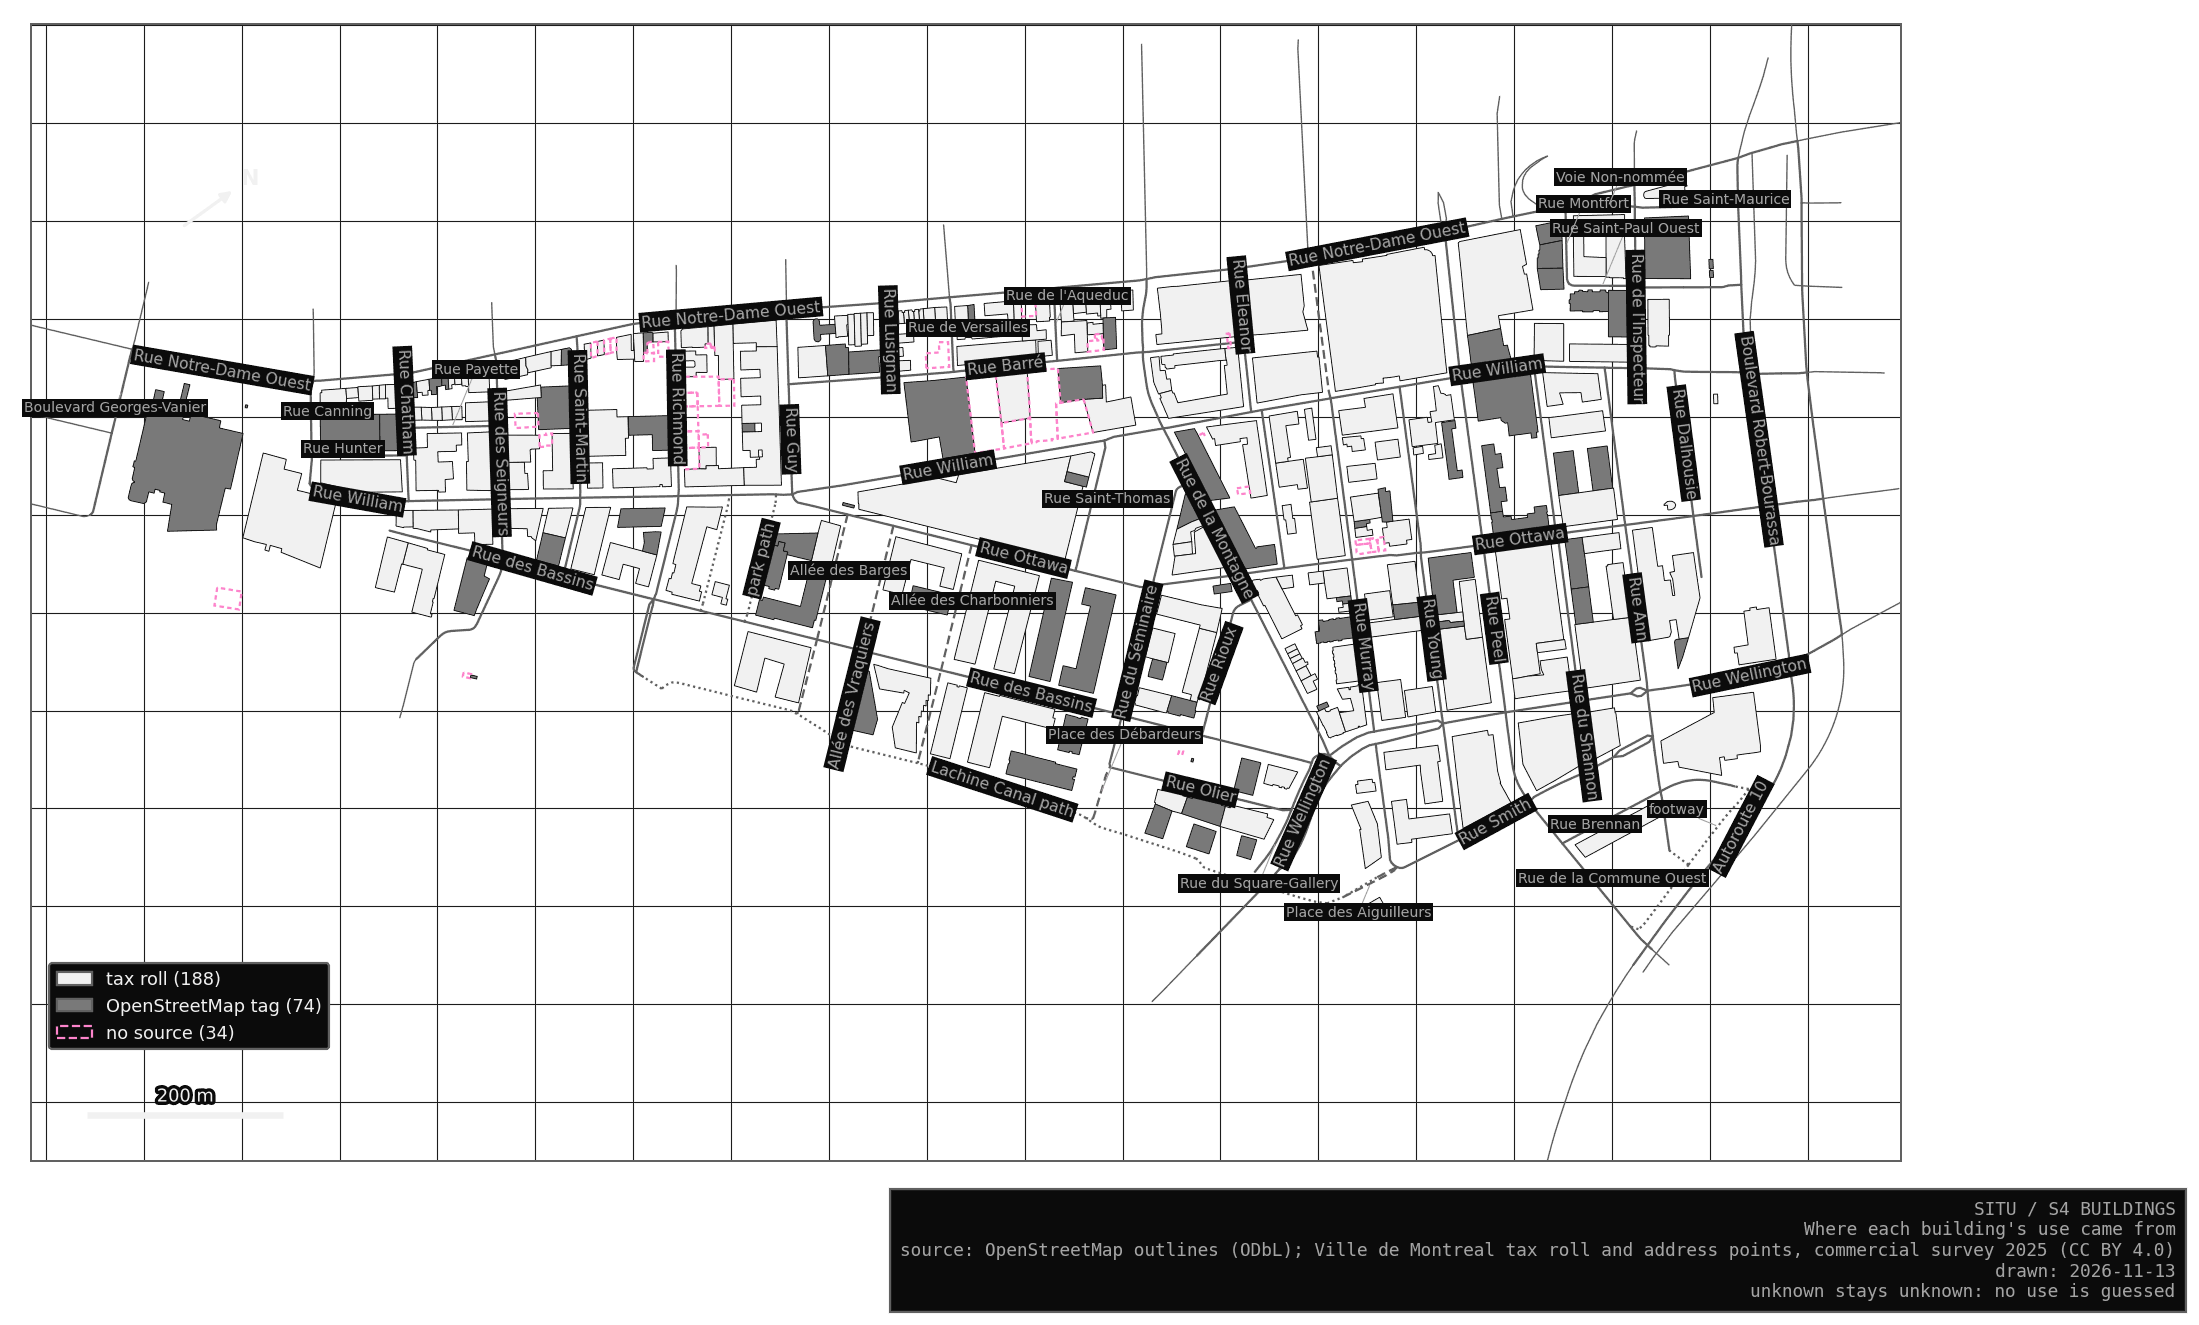 N
Voie Non-nommée
Rue Montfort
Rue Saint-Maurice
Rue Saint-Paul Ouest
Rue Notre-Dame Ouest
Rue Eleanor
Rue de l'Inspecteur
Rue de l'Aqueduc
Rue Notre-Dame Ouest
Rue Lusignan
Rue de Versailles
Rue Notre-Dame Ouest
Rue Chatham
Rue Payette
Rue Saint-Martin
Rue Richmond
Rue Barré
Rue William
Boulevard Robert-Bourassa
Boulevard Georges-Vanier
Rue Canning
Rue des Seigneurs
Rue Guy
Rue Dalhousie
Rue Hunter
Rue William
Rue William
Rue Saint-Thomas
Rue de la Montagne
Rue des Bassins
park path
Rue Ottawa
Rue Ottawa
Allée des Barges
Allée des Charbonniers
Rue Ann
Allée des Vraquiers
Rue du Séminaire
Rue Rioux
Rue Murray
Rue Young
Rue Peel
Rue des Bassins
Rue Wellington
Rue du Shannon
Place des Débardeurs
Lachine Canal path
Rue Olier
Rue Wellington
Rue Smith
Rue Brennan
footway
Autoroute 10
Rue du Square-Gallery
Rue de la Commune Ouest
Place des Aiguilleurs
tax roll (188)
OpenStreetMap tag (74)
no source (34)
200 m
SITU / S4 BUILDINGS
Where each building's use came from
source: OpenStreetMap outlines (ODbL); Ville de Montreal tax roll and address points, commercial survey 2025 (CC BY 4.0)
drawn: 2026-11-13
unknown stays unknown: no use is guessed